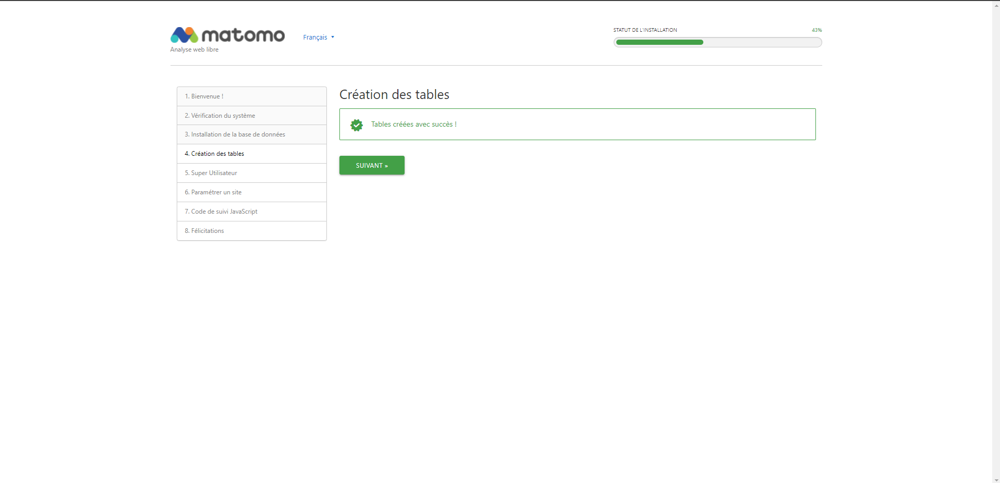 matomo
Français
Analyse web libre
STATUT DE L'INSTALLATION 43%
1. Bienvenue !
2. Vérification du système
3. Installation de la base de données
4. Création des tables
5. Super Utilisateur
6. Paramétrer un site
7. Code de suivi JavaScript
8. Félicitations
Création des tables
Tables créées avec succès !
SUIVANT »